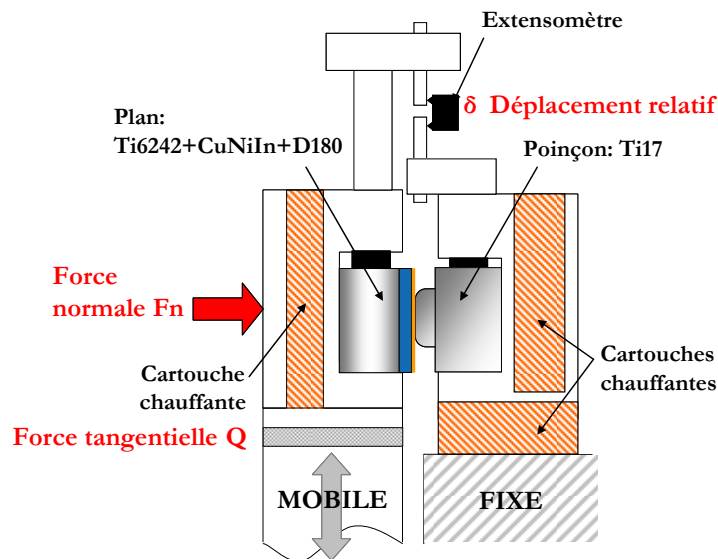 Extensomètre
δ Déplacement relatif
Plan:
Ti6242+CuNiIn+D180
Poinçon: Ti17
Force
normale Fn
Cartouche
chauffante
Cartouches
chauffantes
Force tangentielle Q
MOBILE
FIXE